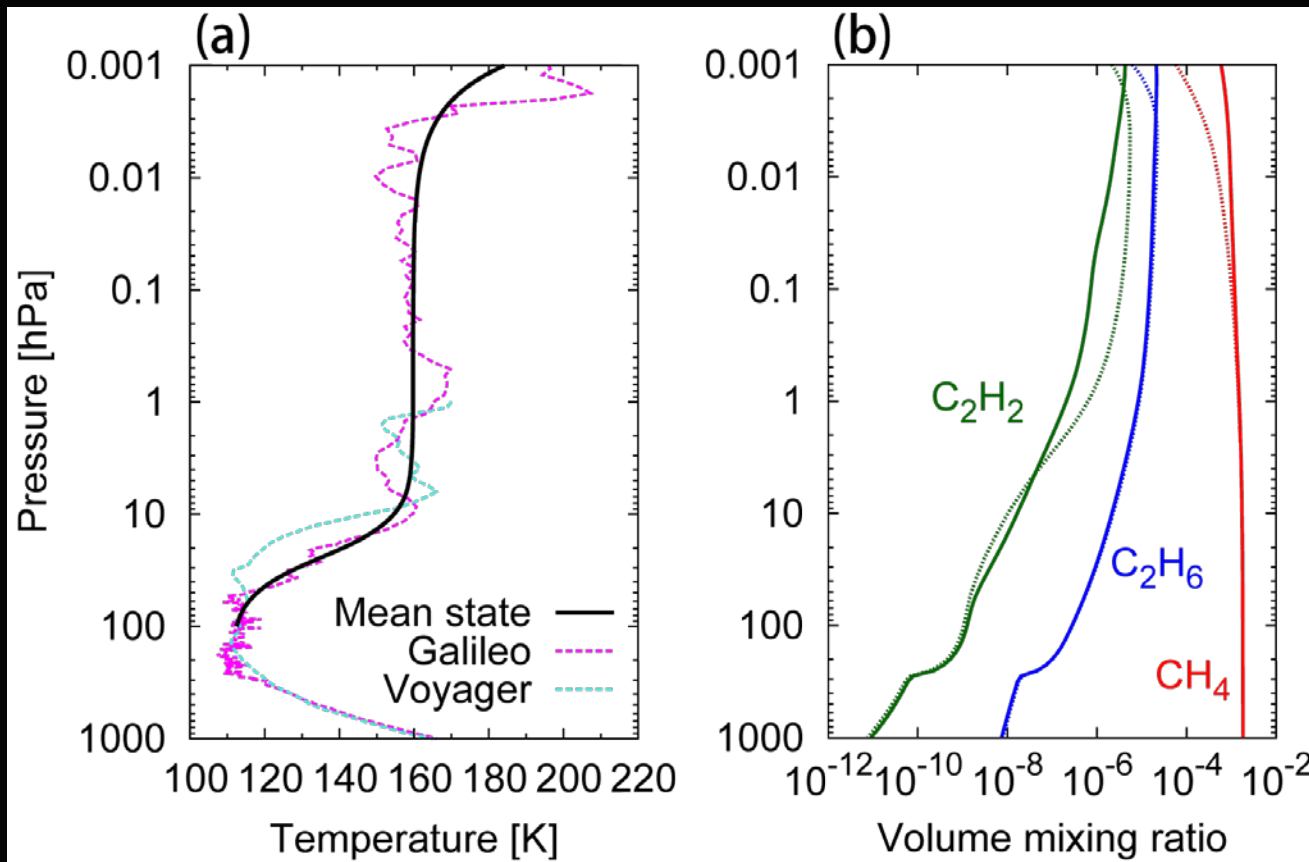 (a)
Pressure [hPa]
0.001
0.01
0.1
1
10
100
1000
Mean state
Galileo
Voyager
100 120 140 160 180 200 220
Temperature [K]
(b)
0.001
0.01
0.1
1
10
100
1000
C2H2
C2H6
CH4
10-12 10-10 10-8 10-6 10-4 10-2
Volume mixing ratio